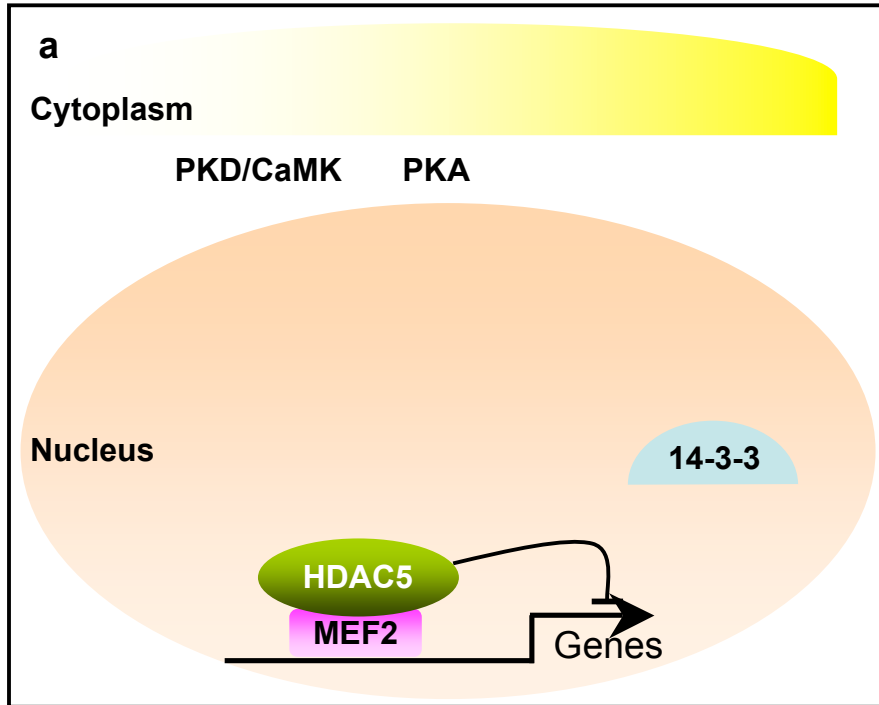 a
Cytoplasm
PKD/CaMK PKA
Nucleus
14-3-3
HDAC5
MEF2
Genes